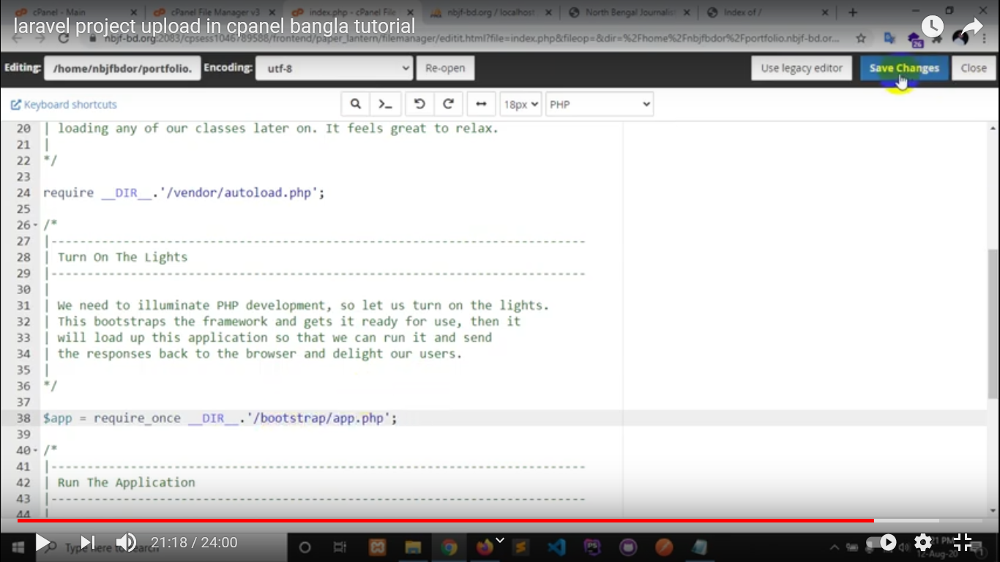 cPanel - Main
cPanel File Manager v3
index.php - cPanel File
nbjf-bd.org / localhost
North Bengal Journalis
Index of /
laravel project upload in cpanel bangla tutorial
nbjf-bd.org:2083/cpsess1046789588/frontend/paper_lantern/filemanager/editit.html?file=index.php&fileop=&dir=%2Fhome%2Fnbjfbdor%2Fportfolio.nbjf-bd.or...
26
Editing: /home/nbjfbdor/portfolio. Encoding: utf-8 Re-open Use legacy editor Save Changes Close
Keyboard shortcuts 18px PHP
20 | loading any of our classes later on. It feels great to relax.
21 |
22 */
23
24 require __DIR__.'/vendor/autoload.php';
25
26 /*
27 |--------------------------------------------------------------------------
28 | Turn On The Lights
29 |--------------------------------------------------------------------------
30 |
31 | We need to illuminate PHP development, so let us turn on the lights.
32 | This bootstraps the framework and gets it ready for use, then it
33 | will load up this application so that we can run it and send
34 | the responses back to the browser and delight our users.
35 |
36 */
37
38 $app = require_once __DIR__.'/bootstrap/app.php';
39
40 /*
41 |--------------------------------------------------------------------------
42 | Run The Application
43 |--------------------------------------------------------------------------
44 |
Type here to search
21:18 / 24:00
:21 PM
12-Aug-20